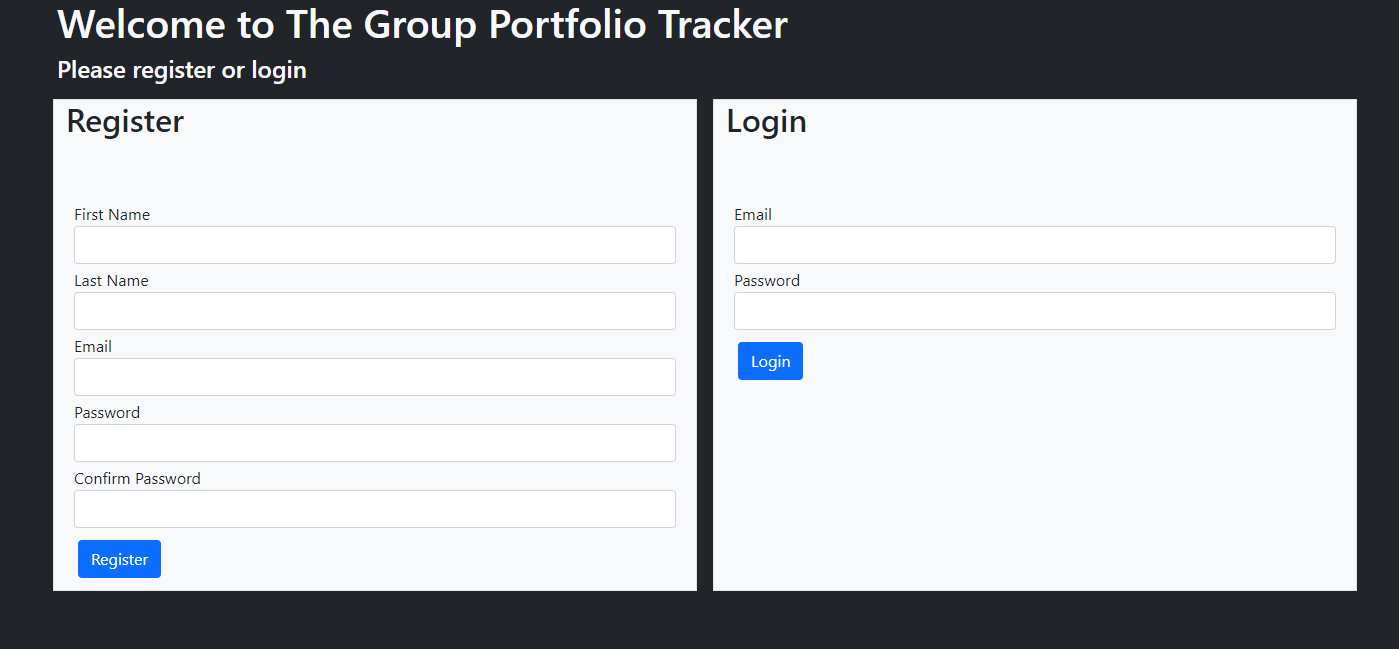 Welcome to The Group Portfolio Tracker
Please register or login
Register
First Name
Last Name
Email
Password
Confirm Password
Register
Login
Email
Password
Login